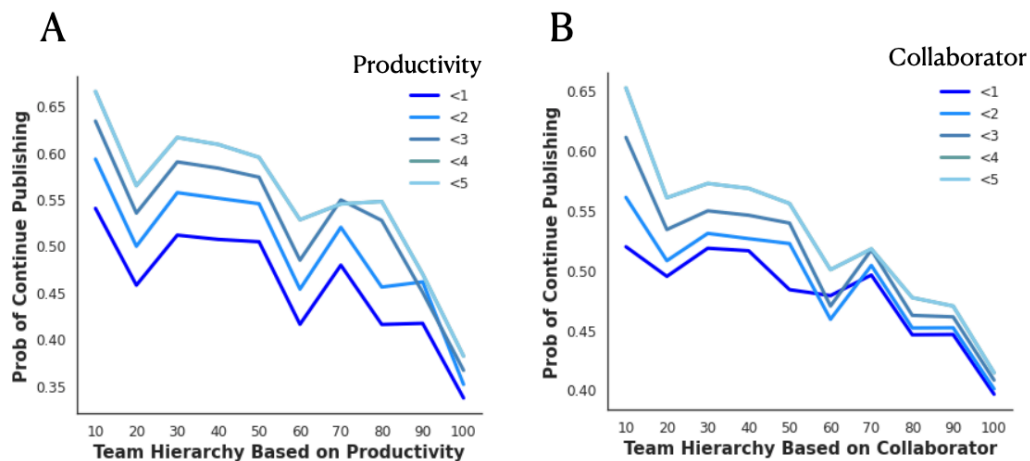 A
Productivity
<1
<2
<3
<4
<5
Prob of Continue Publishing
0.65
0.60
0.55
0.50
0.45
0.40
0.35
10 20 30 40 50 60 70 80 90 100
Team Hierarchy Based on Productivity
B
Collaborator
<1
<2
<3
<4
<5
Prob of Continue Publishing
0.65
0.60
0.55
0.50
0.45
0.40
10 20 30 40 50 60 70 80 90 100
Team Hierarchy Based on Collaborator